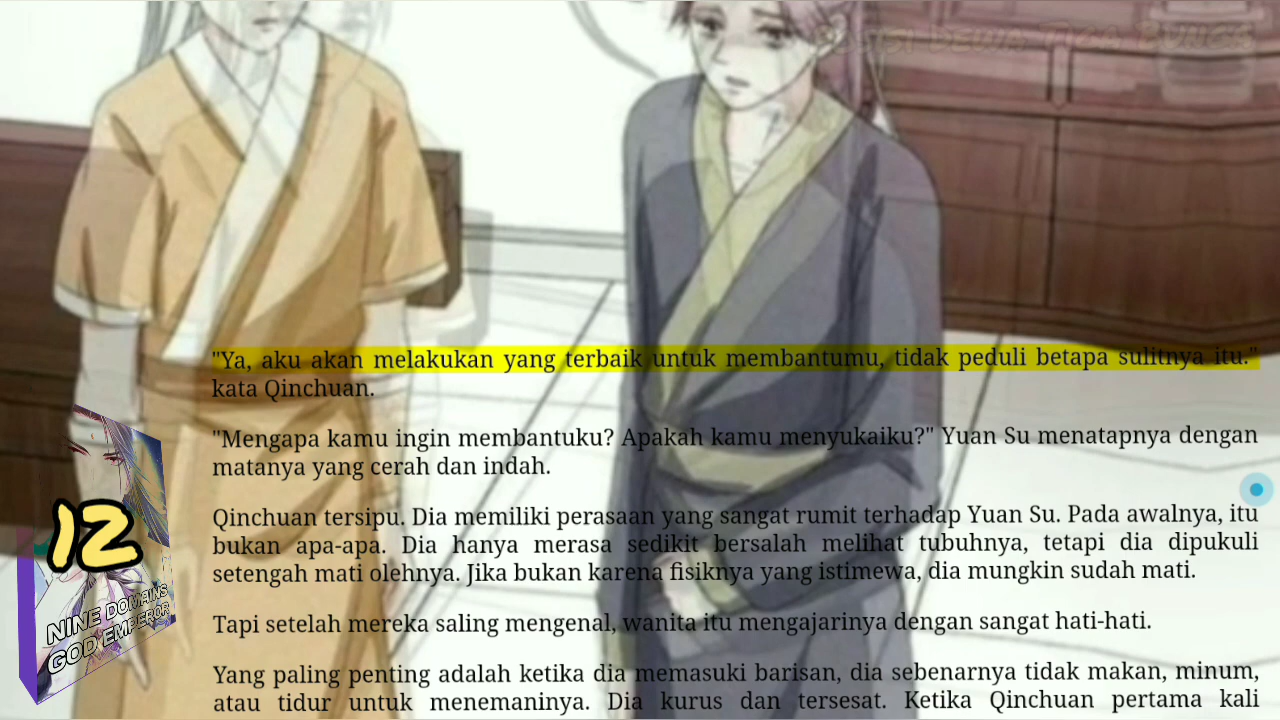 "Ya, aku akan melakukan yang terbaik untuk membantumu, tidak peduli betapa sulitnya itu."
kata Qinchuan.
"Mengapa kamu ingin membantuku? Apakah kamu menyukaiku?" Yuan Su menatapnya dengan
matanya yang cerah dan indah.
Qinchuan tersipu. Dia memiliki perasaan yang sangat rumit terhadap Yuan Su. Pada awalnya, itu
bukan apa-apa. Dia hanya merasa sedikit bersalah melihat tubuhnya, tetapi dia dipukuli
setengah mati olehnya. Jika bukan karena fisiknya yang istimewa, dia mungkin sudah mati.
Tapi setelah mereka saling mengenal, wanita itu mengajarinya dengan sangat hati-hati.
Yang paling penting adalah ketika dia memasuki barisan, dia sebenarnya tidak makan, minum,
atau tidur untuk menemaninya. Dia kurus dan tersesat. Ketika Qinchuan pertama kali
12
NINE DOMAINS
GOD EMPEROR